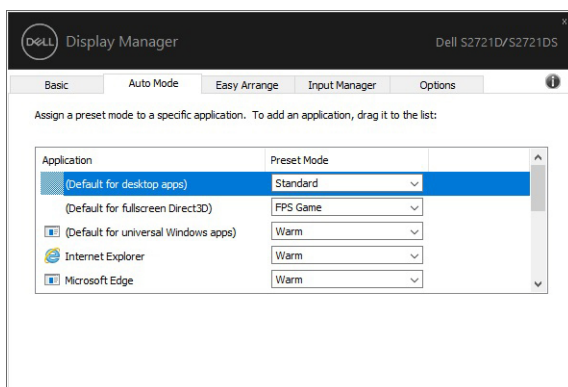 x
DELL Display Manager Dell S2721D/S2721DS
Basic Auto Mode Easy Arrange Input Manager Options i
Assign a preset mode to a specific application. To add an application, drag it to the list:
Application Preset Mode
(Default for desktop apps) Standard
(Default for fullscreen Direct3D) FPS Game
(Default for universal Windows apps) Warm
Internet Explorer Warm
Microsoft Edge Warm